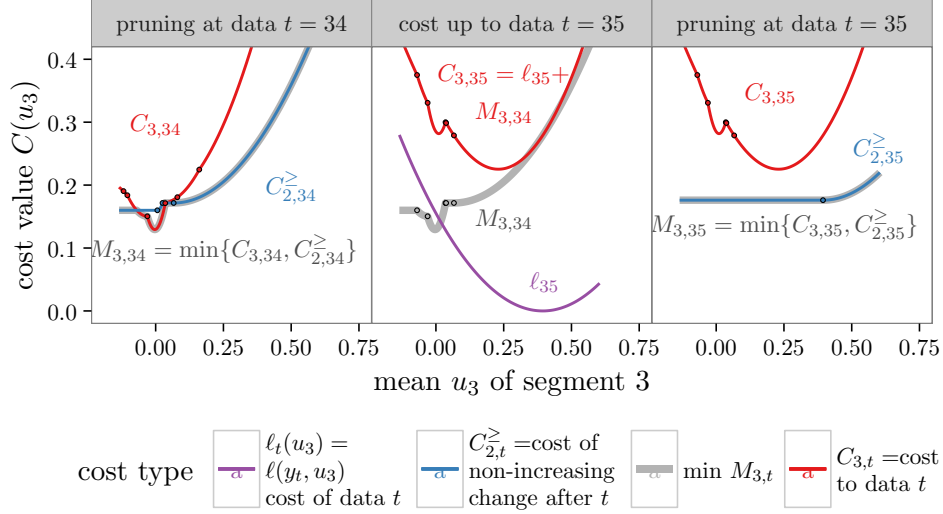 pruning at data t = 34
cost up to data t = 35
pruning at data t = 35
cost value C(u₃)
0.4
0.3
0.2
0.1
0.0
C₃,₃₄
C≥₂,₃₄
M₃,₃₄ = min{C₃,₃₄, C≥₂,₃₄}
C₃,₃₅ = ℓ₃₅+
M₃,₃₄
M₃,₃₄
ℓ₃₅
C₃,₃₅
C≥₂,₃₅
M₃,₃₅ = min{C₃,₃₅, C≥₂,₃₅}
0.00 0.25 0.50 0.75
0.00 0.25 0.50 0.75
0.00 0.25 0.50 0.75
mean u₃ of segment 3
cost type
a
ℓₜ(u₃) =
ℓ(yₜ, u₃)
cost of data t
a
C≥₂,ₜ =cost of
non-increasing
change after t
a
min M₃,ₜ
a
C₃,ₜ =cost
to data t